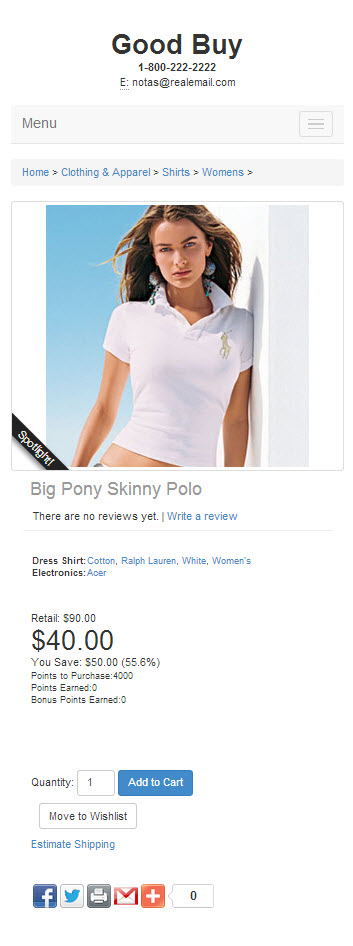 Good Buy
1-800-222-2222
E: notas@realemail.com
Menu
Home > Clothing & Apparel > Shirts > Womens >
Spotlight!
Big Pony Skinny Polo
There are no reviews yet. | Write a review
Dress Shirt:Cotton, Ralph Lauren, White, Women's
Electronics:Acer
Retail: $90.00
$40.00
You Save: $50.00 (55.6%)
Points to Purchase:4000
Points Earned:0
Bonus Points Earned:0
Quantity: 1 Add to Cart
Move to Wishlist
Estimate Shipping
0